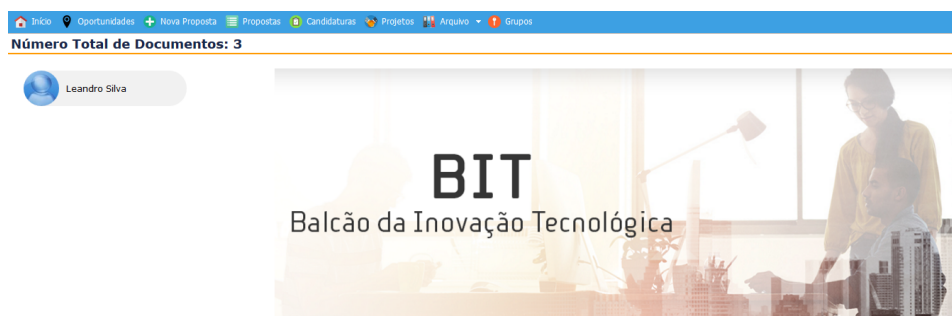 Início Oportunidades Nova Proposta Propostas Candidaturas Projetos Arquivo Grupos
Número Total de Documentos: 3
Leandro Silva
BIT
Balcão da Inovação Tecnológica